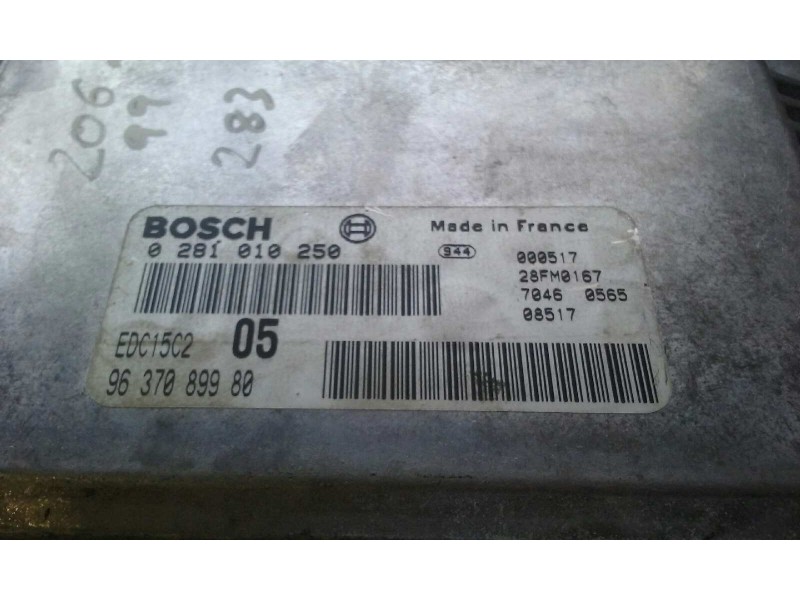 206
99
283
BOSCH
Made in France
0 281 010 250
944
000517
28FM0167
7046 0565
08517
EDC15C2 05
96 370 899 80